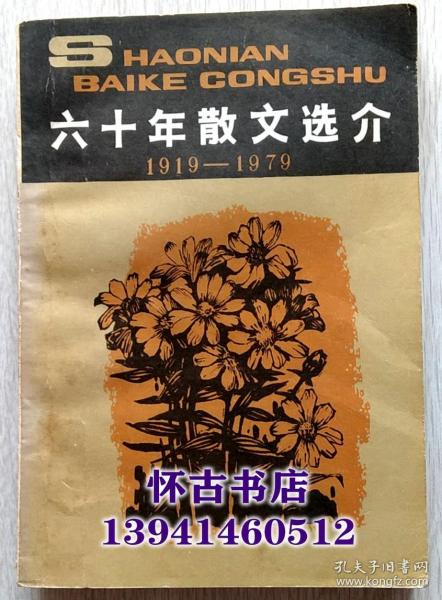 SHAONIAN
BAIKE CONGSHU
六十年散文选介
1919—1979
怀古书店
13941460512
孔夫子旧书网
www.kongfz.com